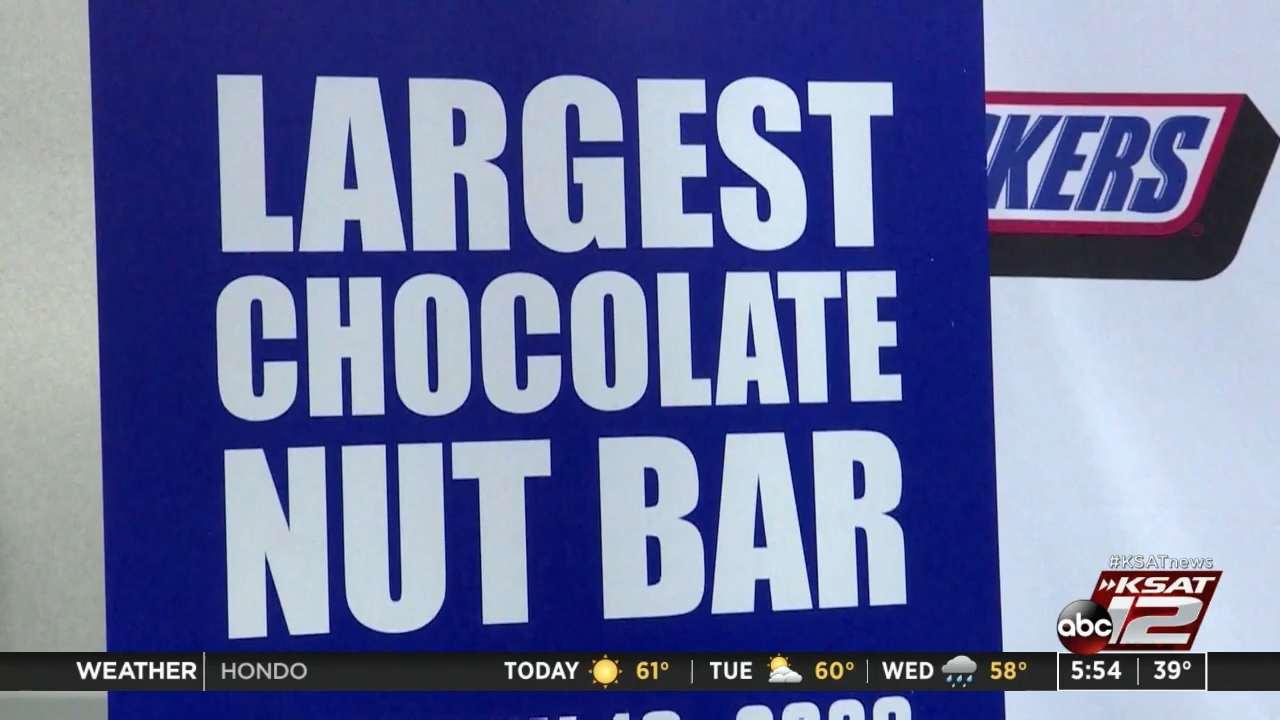 LARGEST
CHOCOLATE
NUT BAR
KERS
®
#KSATnews
KSAT
abc 12
WEATHER HONDO TODAY 61° TUE 60° WED 58° 5:54 39°